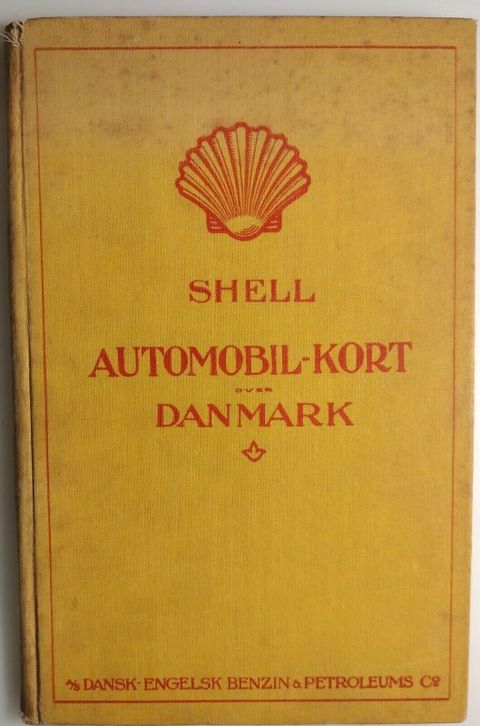 SHELL
AUTOMOBIL-KORT
OVER
DANMARK
A/S DANSK-ENGELSK BENZIN & PETROLEUMS Cº